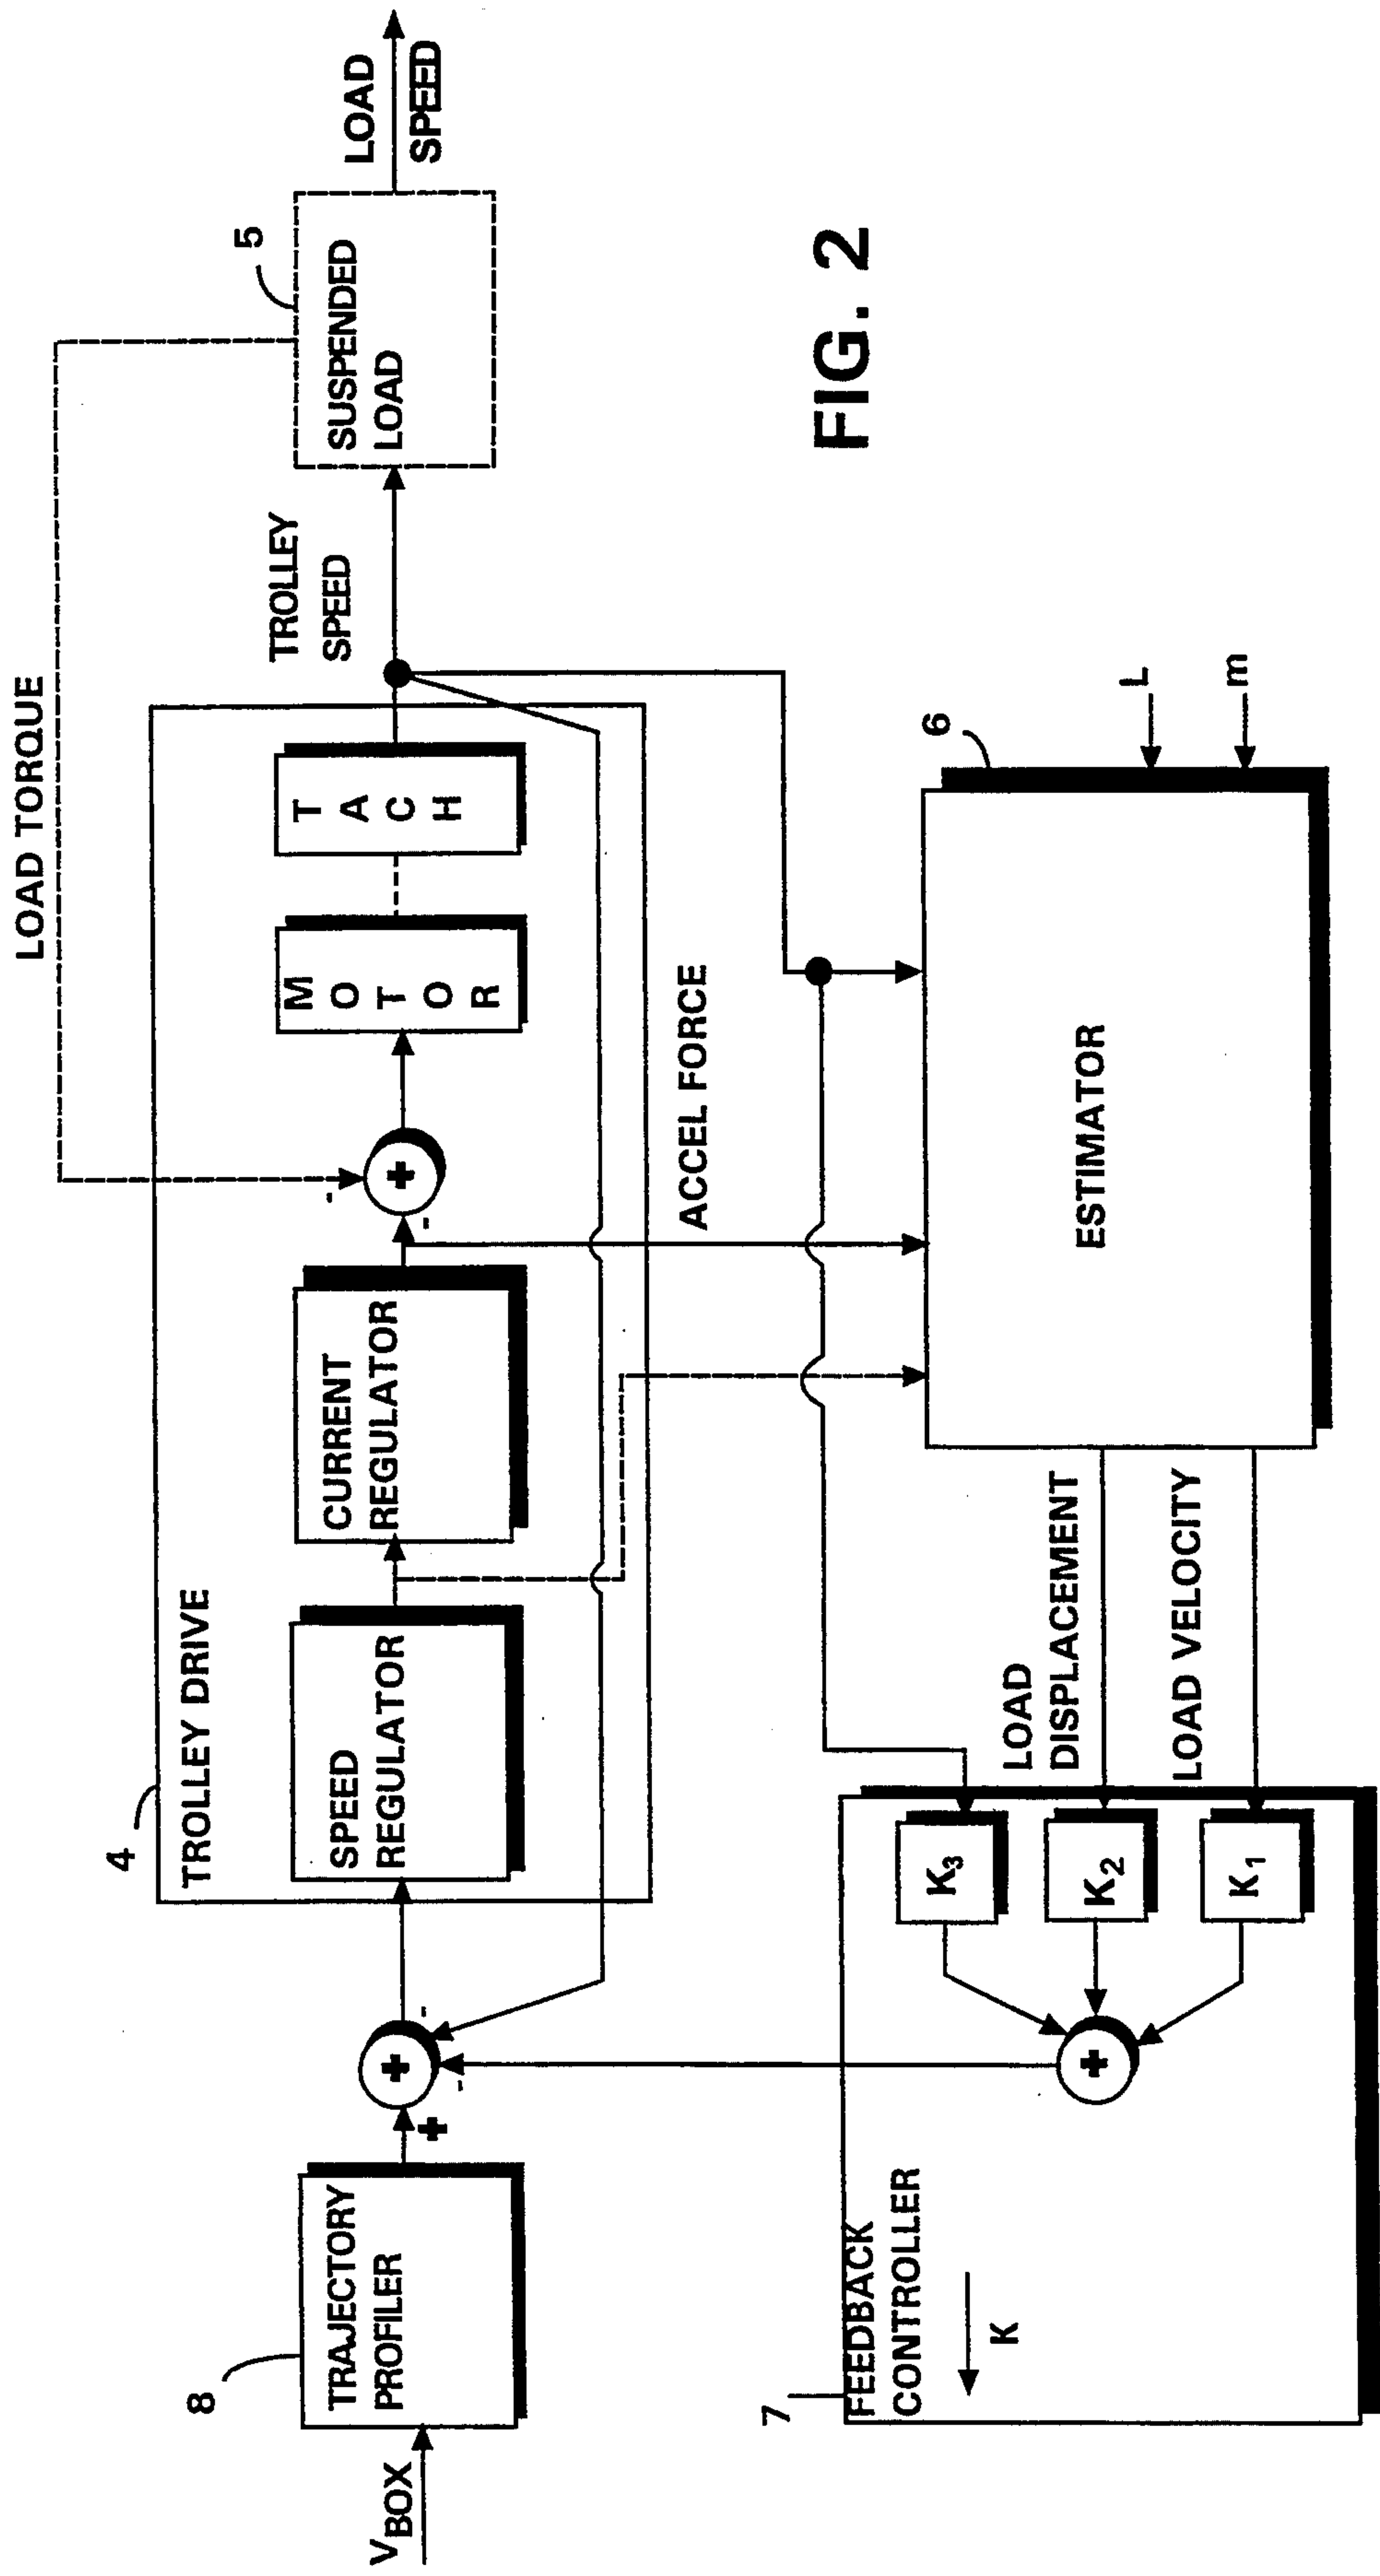 LOAD TORQUE
4
TROLLEY DRIVE
8
TRAJECTORY
PROFILER
VBOX
+
+
-
-
SPEED
REGULATOR
CURRENT
REGULATOR
-
-
+
M
O
T
O
R
T
A
C
H
TROLLEY
SPEED
5
SUSPENDED
LOAD
LOAD
SPEED
ACCEL FORCE
FIG. 2
7
FEEDBACK
CONTROLLER
K
+
K3
K2
K1
LOAD
DISPLACEMENT
LOAD VELOCITY
ESTIMATOR
6
L
m